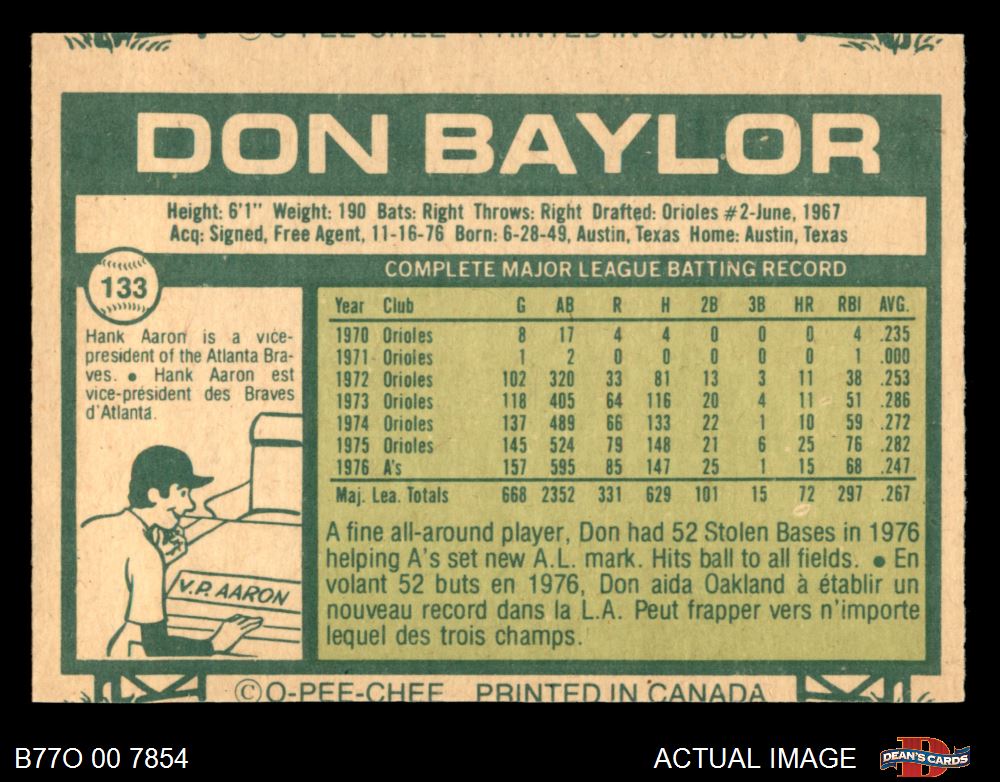 ©O-PEE-CHEE PRINTED IN CANADA
DON BAYLOR
Height: 6'1" Weight: 190 Bats: Right Throws: Right Drafted: Orioles #2-June, 1967
Acq: Signed, Free Agent, 11-16-76 Born: 6-28-49, Austin, Texas Home: Austin, Texas
133
COMPLETE MAJOR LEAGUE BATTING RECORD
Hank Aaron is a vice-
president of the Atlanta Bra-
ves. • Hank Aaron est
vice-président des Braves
d'Atlanta.
V.P. AARON
Year Club G AB R H 2B 3B HR RBI AVG.
1970 Orioles 8 17 4 4 0 0 0 4 .235
1971 Orioles 1 2 0 0 0 0 0 1 .000
1972 Orioles 102 320 33 81 13 3 11 38 .253
1973 Orioles 118 405 64 116 20 4 11 51 .286
1974 Orioles 137 489 66 133 22 1 10 59 .272
1975 Orioles 145 524 79 148 21 6 25 76 .282
1976 A's 157 595 85 147 25 1 15 68 .247
Maj. Lea. Totals 668 2352 331 629 101 15 72 297 .267
A fine all-around player, Don had 52 Stolen Bases in 1976
helping A's set new A.L. mark. Hits ball to all fields. • En
volant 52 buts en 1976, Don aida Oakland à établir un
nouveau record dans la L.A. Peut frapper vers n'importe
lequel des trois champs.
©O-PEE-CHEE PRINTED IN CANADA
B77O 00 7854
ACTUAL IMAGE
DEAN'S CARDS